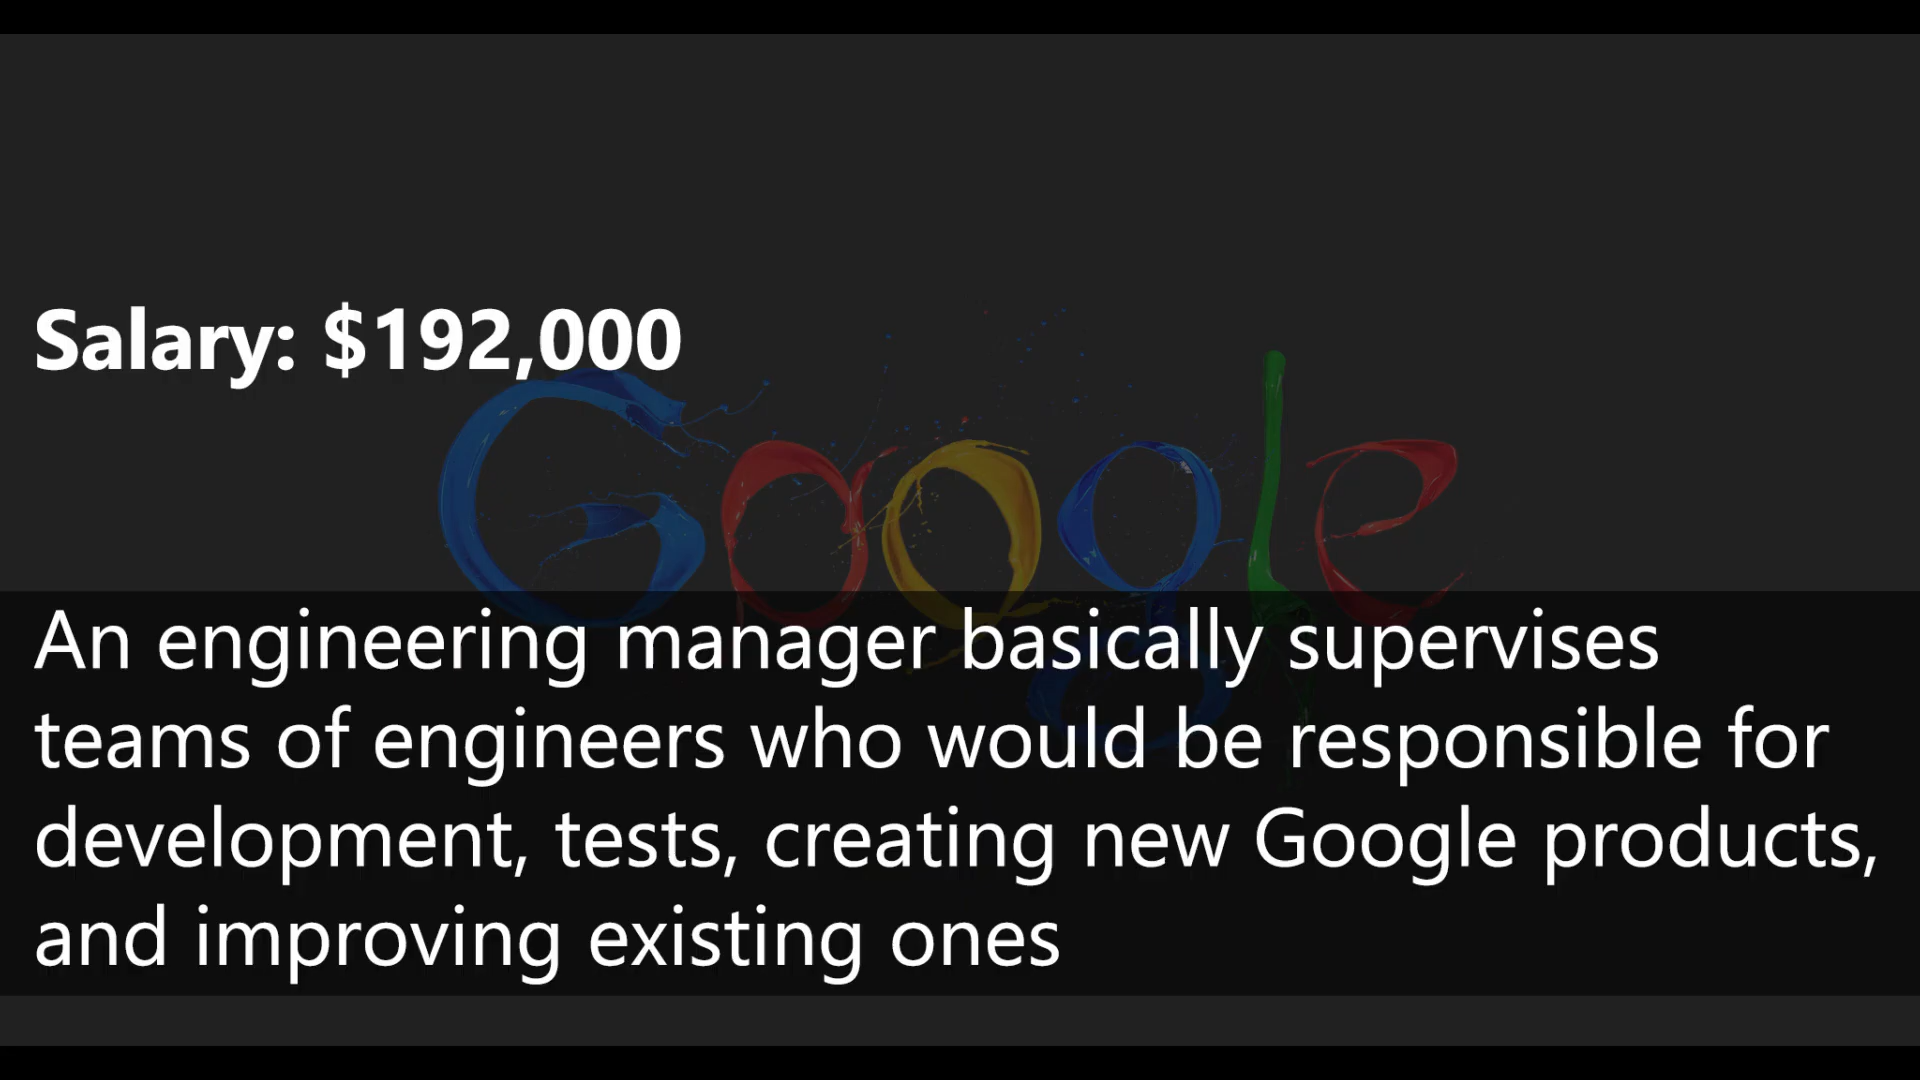 Salary: $192,000
Google
An engineering manager basically supervises
teams of engineers who would be responsible for
development, tests, creating new Google products,
and improving existing ones